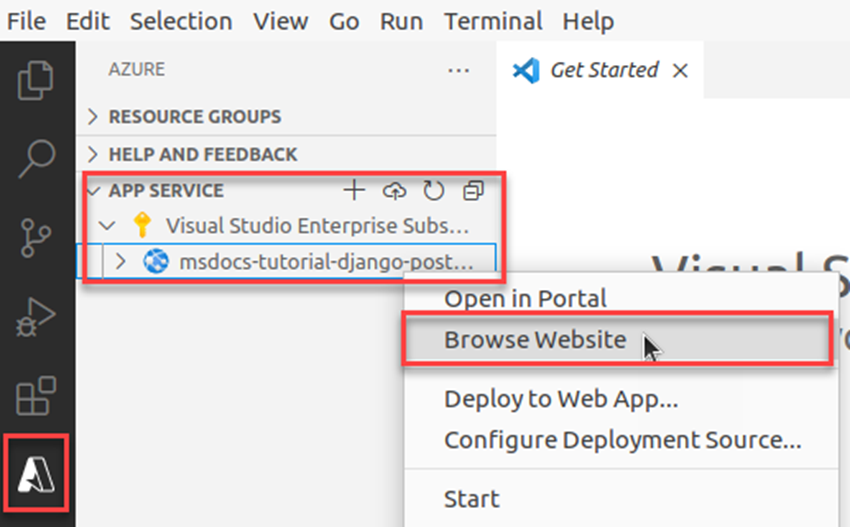 File Edit Selection View Go Run Terminal Help
AZURE ...
Get Started
RESOURCE GROUPS
HELP AND FEEDBACK
APP SERVICE
Visual Studio Enterprise Subs...
msdocs-tutorial-django-post...
Visual S
Open in Portal
Browse Website
Deploy to Web App...
Configure Deployment Source...
Start